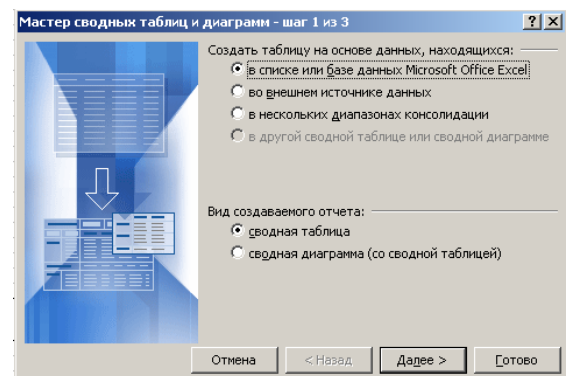 Мастер сводных таблиц и диаграмм - шаг 1 из 3
Создать таблицу на основе данных, находящихся:
в списке или базе данных Microsoft Office Excel
во внешнем источнике данных
в нескольких диапазонах консолидации
в другой сводной таблице или сводной диаграмме
Вид создаваемого отчета:
сводная таблица
сводная диаграмма (со сводной таблицей)
Отмена < Назад Далее > Готово